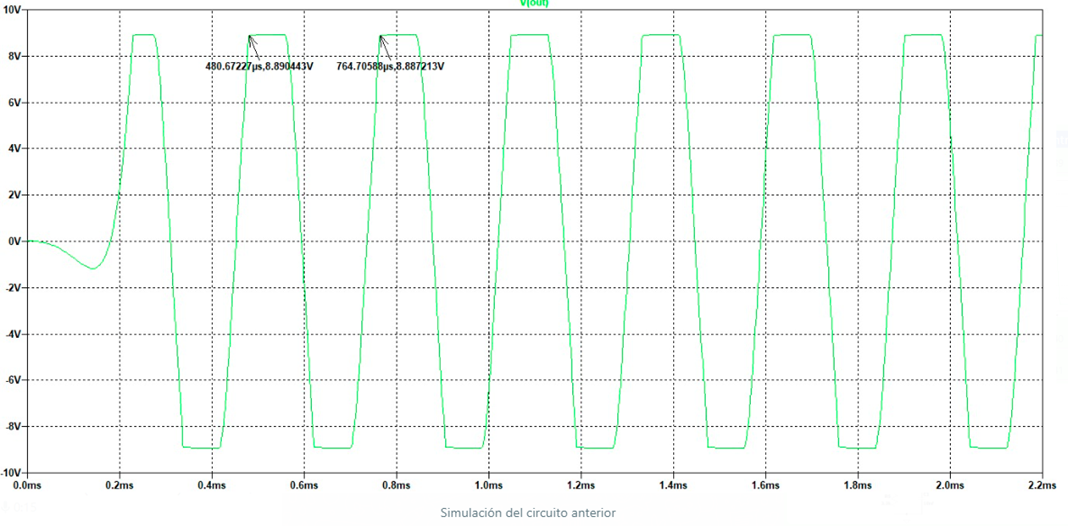 V(out)
10V
8V
480.67227µs,8.890443V 764.70588µs,8.887213V
6V
4V
2V
0V
-2V
-4V
-6V
-8V
-10V
0.0ms 0.2ms 0.4ms 0.6ms 0.8ms 1.0ms 1.2ms 1.4ms 1.6ms 1.8ms 2.0ms 2.2ms
Simulación del circuito anterior